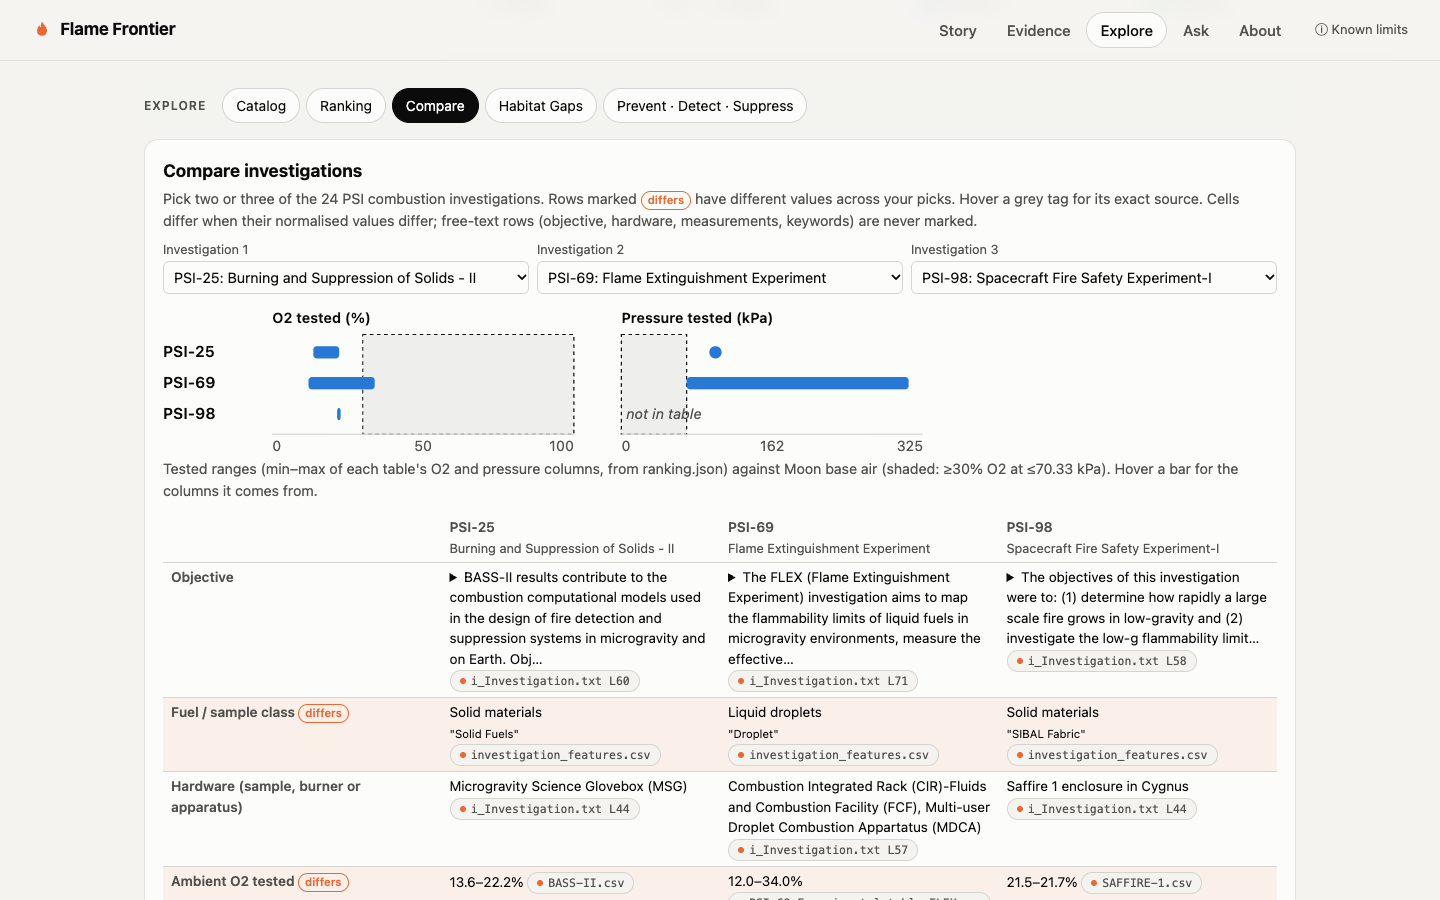 Flame Frontier
Story Evidence Explore Ask About ⓘ Known limits
EXPLORE Catalog Ranking Compare Habitat Gaps Prevent · Detect · Suppress
Compare investigations
Pick two or three of the 24 PSI combustion investigations. Rows marked differs have different values across your picks. Hover a grey tag for its exact source. Cells
differ when their normalised values differ; free-text rows (objective, hardware, measurements, keywords) are never marked.
Investigation 1 Investigation 2 Investigation 3
PSI-25: Burning and Suppression of Solids - II PSI-69: Flame Extinguishment Experiment PSI-98: Spacecraft Fire Safety Experiment-I
O2 tested (%) Pressure tested (kPa)
PSI-25
PSI-69
PSI-98 not in table
0 50 100 0 162 325
Tested ranges (min–max of each table's O2 and pressure columns, from ranking.json) against Moon base air (shaded: ≥30% O2 at ≤70.33 kPa). Hover a bar for the
columns it comes from.
PSI-25 PSI-69 PSI-98
Burning and Suppression of Solids - II Flame Extinguishment Experiment Spacecraft Fire Safety Experiment-I
Objective
▶ BASS-II results contribute to the
combustion computational models used
in the design of fire detection and
suppression systems in microgravity and
on Earth. Obj...
i_Investigation.txt L60
▶ The FLEX (Flame Extinguishment
Experiment) investigation aims to map
the flammability limits of liquid fuels in
microgravity environments, measure the
effective...
i_Investigation.txt L71
▶ The objectives of this investigation
were to: (1) determine how rapidly a large
scale fire grows in low-gravity and (2)
investigate the low-g flammability limit...
i_Investigation.txt L58
Fuel / sample class differs
Solid materials
"Solid Fuels"
investigation_features.csv
Liquid droplets
"Droplet"
investigation_features.csv
Solid materials
"SIBAL Fabric"
investigation_features.csv
Hardware (sample, burner or
apparatus)
Microgravity Science Glovebox (MSG)
i_Investigation.txt L44
Combustion Integrated Rack (CIR)-Fluids
and Combustion Facility (FCF), Multi-user
Droplet Combustion Appartatus (MDCA)
i_Investigation.txt L57
Saffire 1 enclosure in Cygnus
i_Investigation.txt L44
Ambient O2 tested differs
13.6–22.2% BASS-II.csv
12.0–34.0%
21.5–21.7% SAFFIRE-1.csv